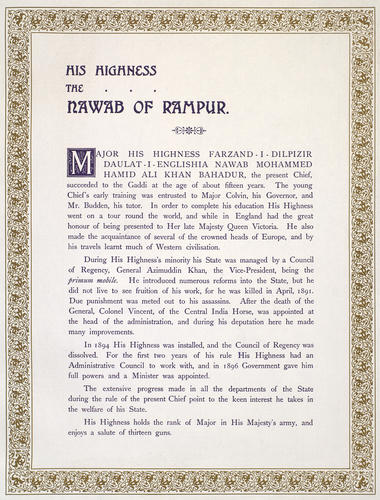 HIS HIGHNESS
THE . . .
NAWAB OF RAMPUR.
MAJOR HIS HIGHNESS FARZAND-I-DILPIZIR
DAULAT-I-ENGLISHIA NAWAB MOHAMMED
HAMID ALI KHAN BAHADUR, the present Chief,
succeeded to the Gaddi at the age of about fifteen years. The young
Chief's early training was entrusted to Major Colvin, his Governor, and
Mr. Budden, his tutor. In order to complete his education His Highness
went on a tour round the world, and while in England had the great
honour of being presented to Her late Majesty Queen Victoria. He also
made the acquaintance of several of the crowned heads of Europe, and by
his travels learnt much of Western civilisation.
During His Highness's minority his State was managed by a Council
of Regency, General Azimuddin Khan, the Vice-President, being the
primum mobile. He introduced numerous reforms into the State, but he
did not live to see fruition of his work, for he was killed in April, 1891.
Due punishment was meted out to his assassins. After the death of the
General, Colonel Vincent, of the Central India Horse, was appointed at
the head of the administration, and during his deputation here he made
many improvements.
In 1894 His Highness was installed, and the Council of Regency was
dissolved. For the first two years of his rule His Highness had an
Administrative Council to work with, and in 1896 Government gave him
full powers and a Minister was appointed.
The extensive progress made in all the departments of the State
during the rule of the present Chief point to the keen interest he takes in
the welfare of his State.
His Highness holds the rank of Major in His Majesty's army, and
enjoys a salute of thirteen guns.